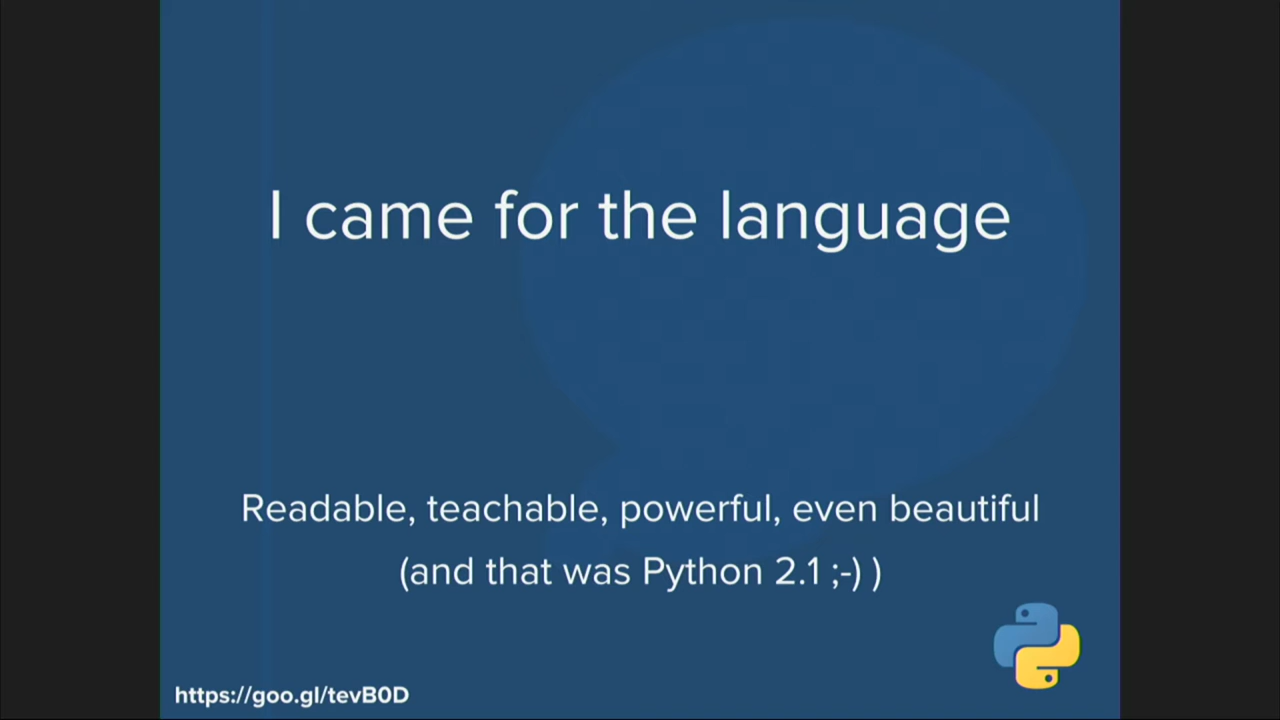 I came for the language
Readable, teachable, powerful, even beautiful
(and that was Python 2.1 ;-) )
https://goo.gl/tevB0D